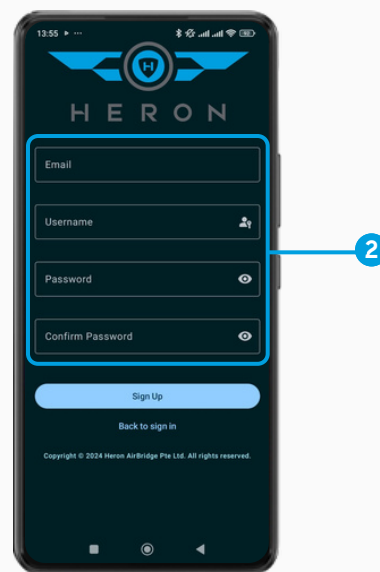 13:55
H
HERON
Email
Username
Password
Confirm Password
2
Sign Up
Back to sign in
Copyright © 2024 Heron AirBridge Pte Ltd. All rights reserved.